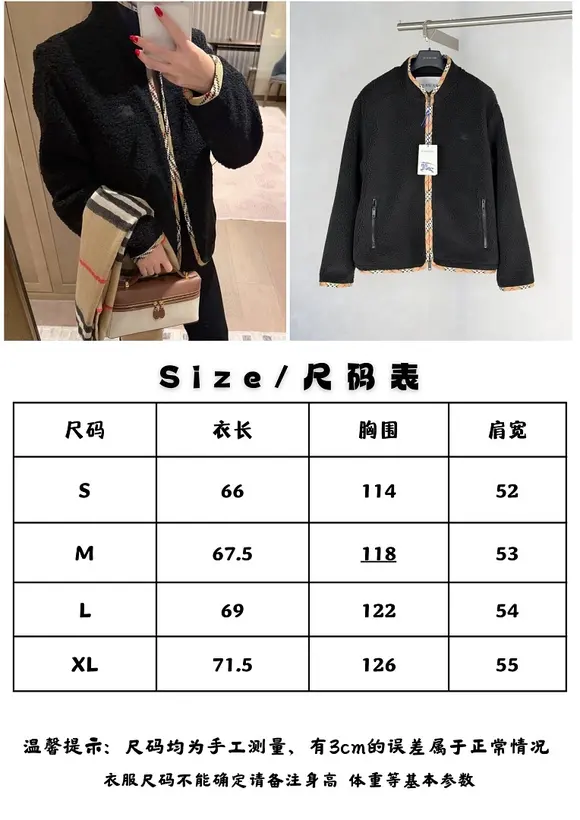 Size/尺码表
尺码 衣长 胸围 肩宽
S 66 114 52
M 67.5 118 53
L 69 122 54
XL 71.5 126 55
温馨提示：尺码均为手工测量、有3cm的误差属于正常情况
衣服尺码不能确定请备注身高 体重等基本参数